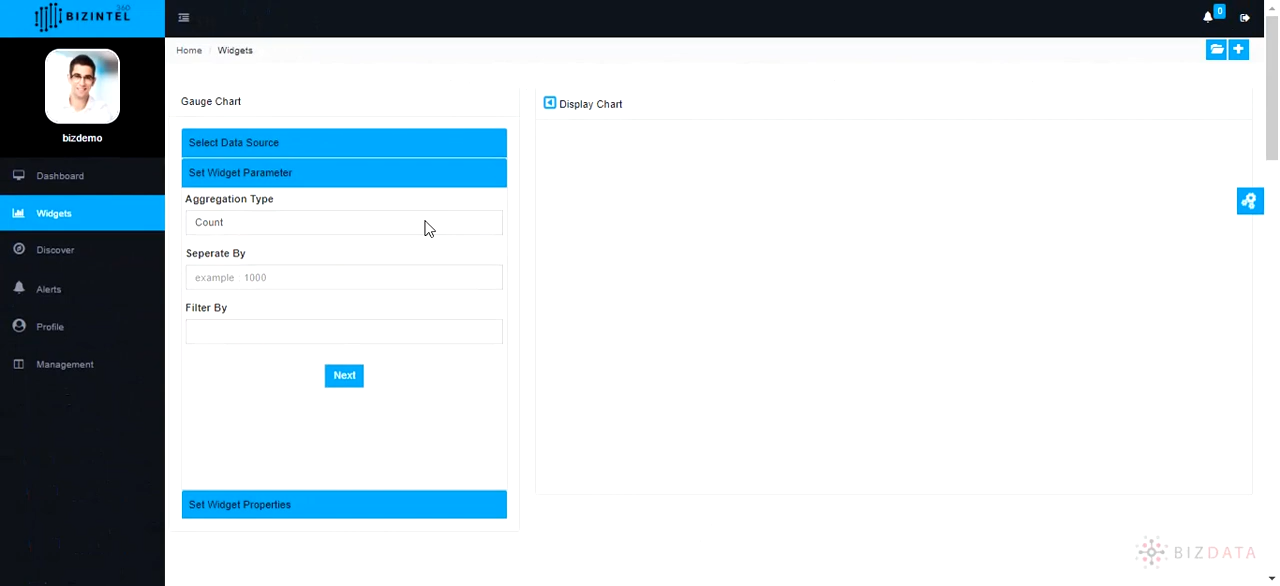 BIZINTEL 360
0
bizdemo
Dashboard
Widgets
Discover
Alerts
Profile
Management
Home / Widgets
Gauge Chart
Select Data Source
Set Widget Parameter
Aggregation Type
Count
Seperate By
example : 1000
Filter By
Next
Set Widget Properties
Display Chart
BIZDATA